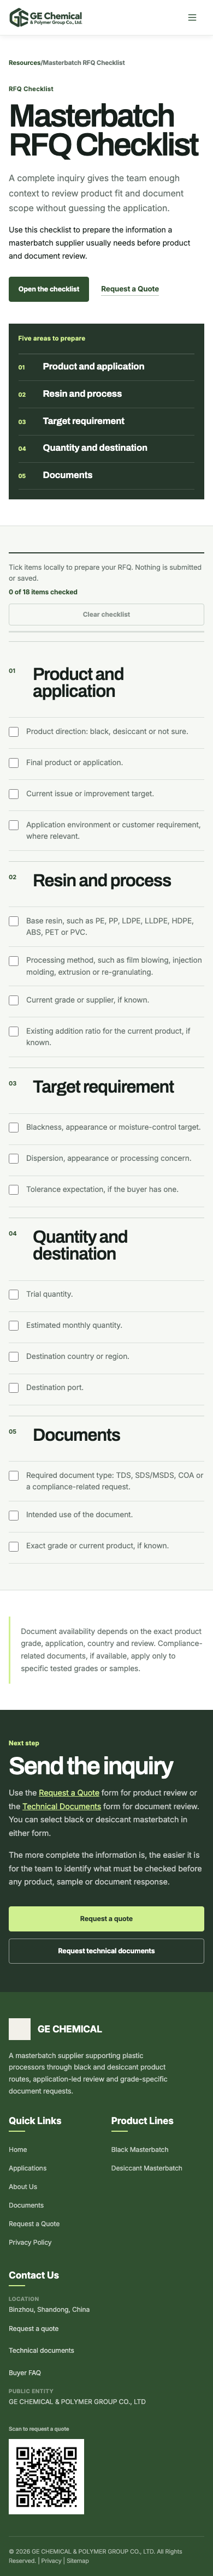 GE Chemical
& Polymer Group Co., Ltd.
Resources/Masterbatch RFQ Checklist
RFQ Checklist
Masterbatch
RFQ Checklist
A complete inquiry gives the team enough
context to review product fit and document
scope without guessing the application.
Use this checklist to prepare the information a
masterbatch supplier usually needs before product
and document review.
Open the checklist
Request a Quote
Five areas to prepare
01 Product and application
02 Resin and process
03 Target requirement
04 Quantity and destination
05 Documents
Tick items locally to prepare your RFQ. Nothing is submitted
or saved.
0 of 18 items checked
Clear checklist
01 Product and
application
Product direction: black, desiccant or not sure.
Final product or application.
Current issue or improvement target.
Application environment or customer requirement,
where relevant.
02 Resin and process
Base resin, such as PE, PP, LDPE, LLDPE, HDPE,
ABS, PET or PVC.
Processing method, such as film blowing, injection
molding, extrusion or re-granulating.
Current grade or supplier, if known.
Existing addition ratio for the current product, if
known.
03 Target requirement
Blackness, appearance or moisture-control target.
Dispersion, appearance or processing concern.
Tolerance expectation, if the buyer has one.
04 Quantity and
destination
Trial quantity.
Estimated monthly quantity.
Destination country or region.
Destination port.
05 Documents
Required document type: TDS, SDS/MSDS, COA or
a compliance-related request.
Intended use of the document.
Exact grade or current product, if known.
Document availability depends on the exact product
grade, application, country and review. Compliance-
related documents, if available, apply only to
specific tested grades or samples.
Next step
Send the inquiry
Use the Request a Quote form for product review or
the Technical Documents form for document review.
You can select black or desiccant masterbatch in
either form.
The more complete the information is, the easier it is
for the team to identify what must be checked before
any product, sample or document response.
Request a quote
Request technical documents
GE CHEMICAL
A masterbatch supplier supporting plastic
processors through black and desiccant product
routes, application-led review and grade-specific
document requests.
Quick Links
Home
Applications
About Us
Documents
Request a Quote
Privacy Policy
Product Lines
Black Masterbatch
Desiccant Masterbatch
Contact Us
LOCATION
Binzhou, Shandong, China
Request a quote
Technical documents
Buyer FAQ
PUBLIC ENTITY
GE CHEMICAL & POLYMER GROUP CO., LTD
Scan to request a quote
© 2026 GE CHEMICAL & POLYMER GROUP CO., LTD. All Rights
Reserved. | Privacy | Sitemap